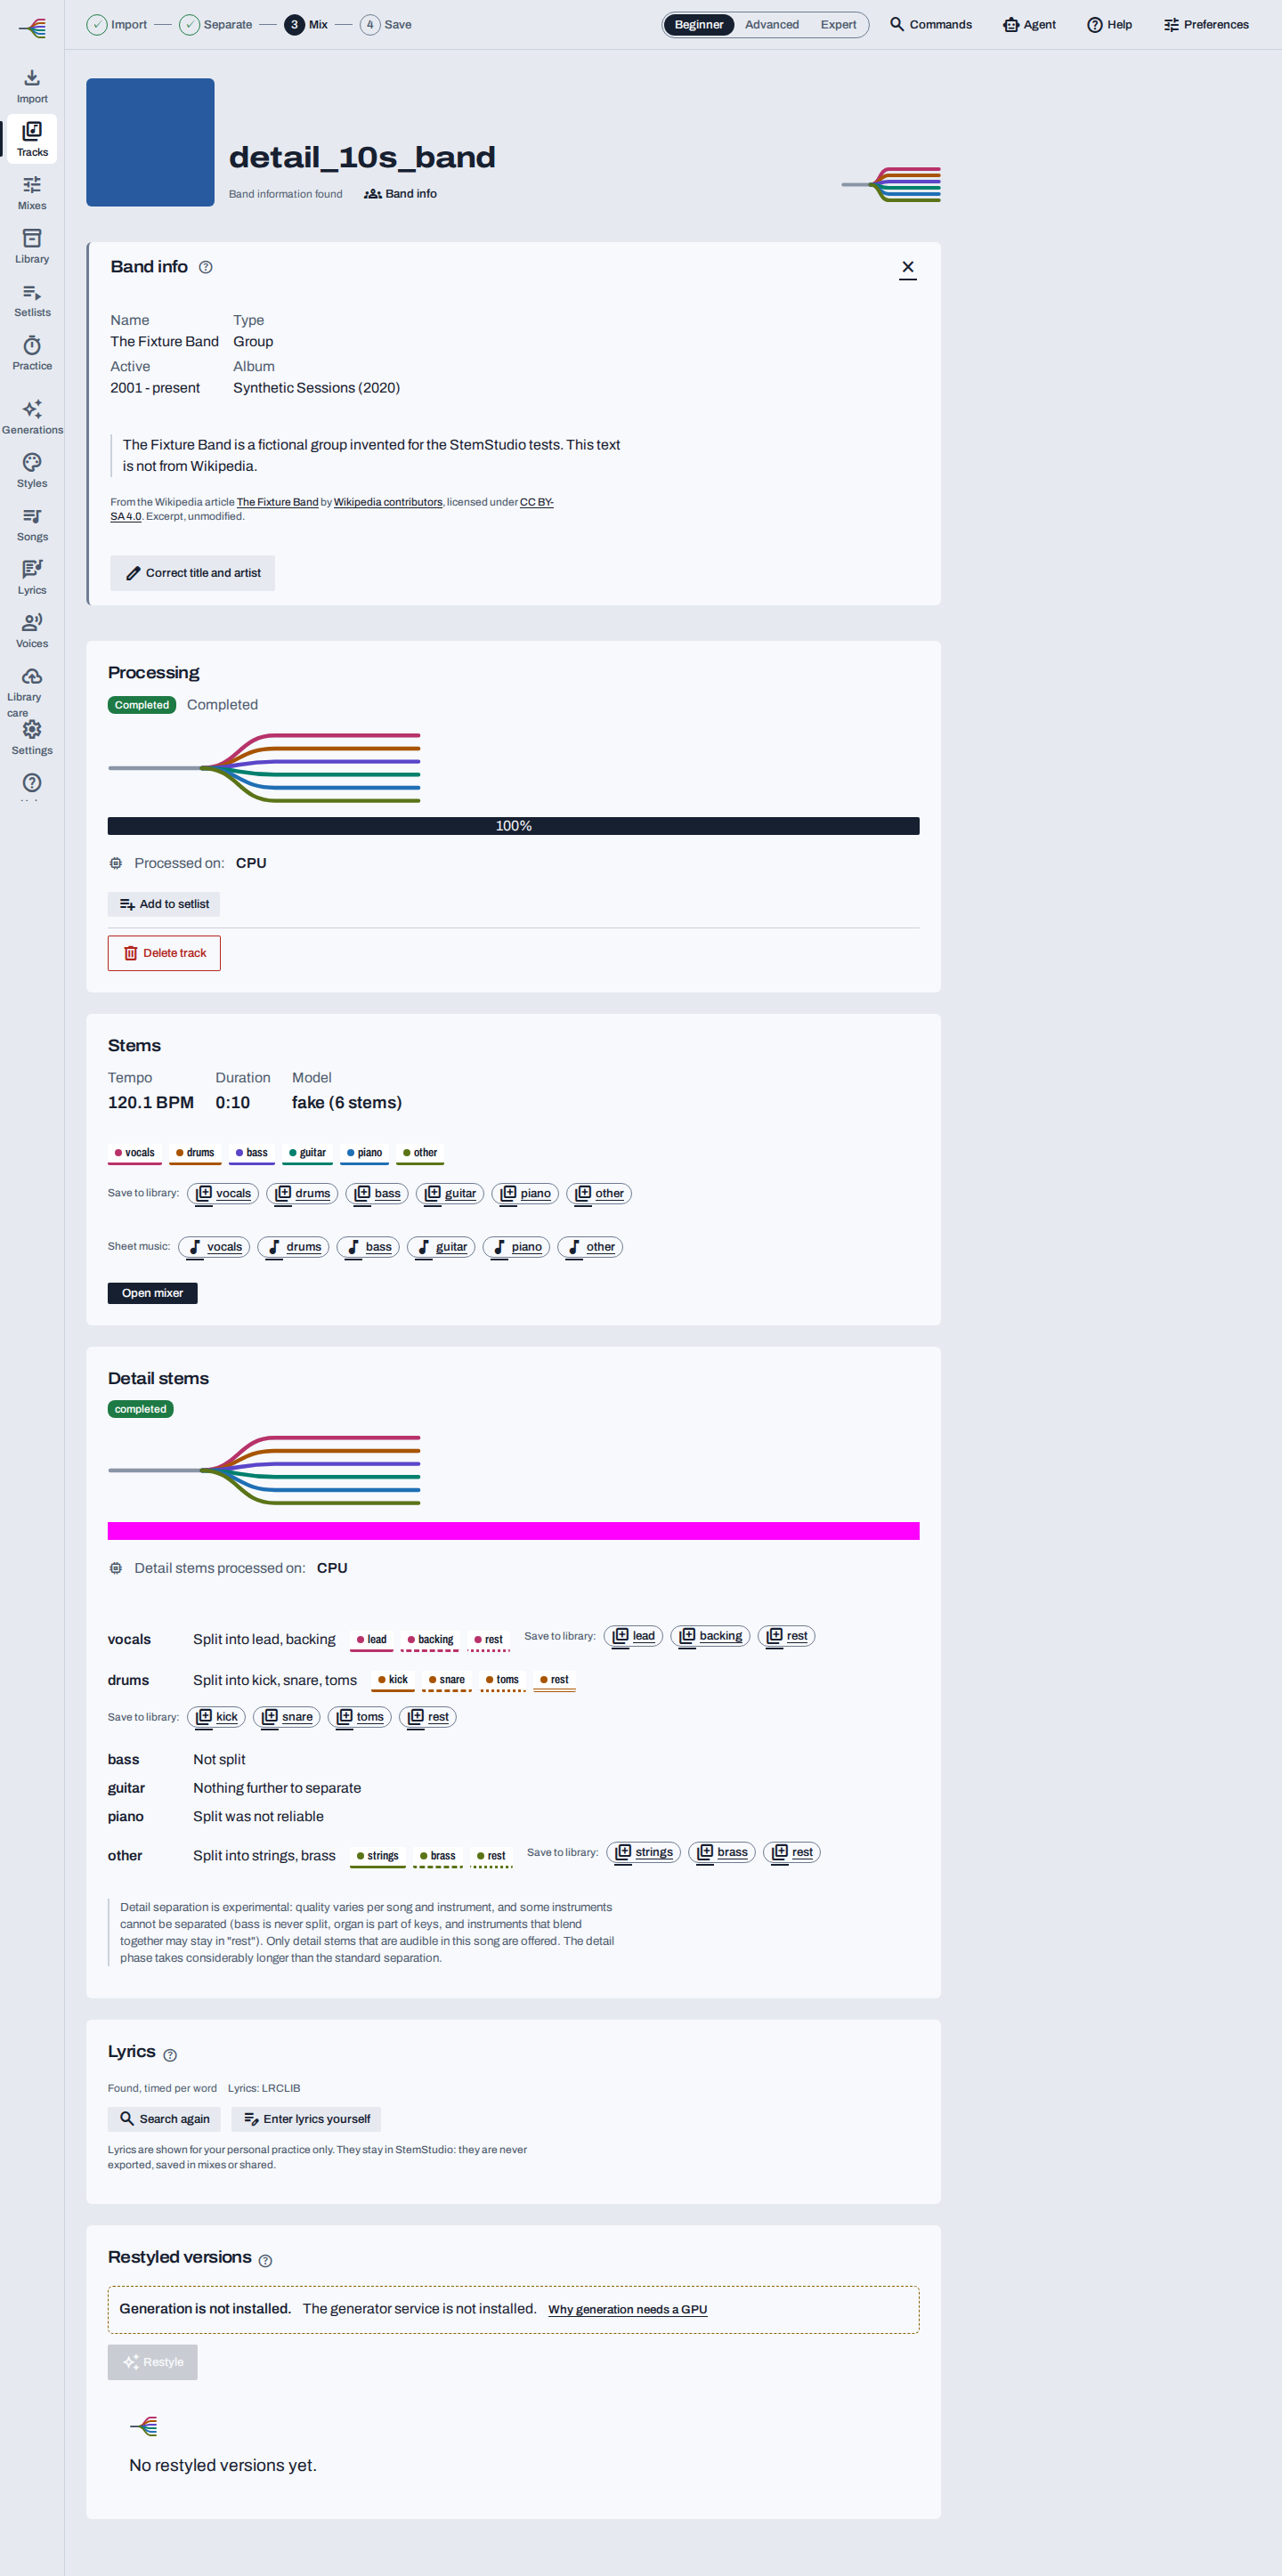 Import
Separate
3 Mix
4 Save
Beginner
Advanced
Expert
Commands
Agent
Help
Preferences
Import
Tracks
Mixes
Library
Setlists
Practice
Generations
Styles
Songs
Lyrics
Voices
Library
care
Settings
detail_10s_band
Band information found
Band info
Band info
Name
Type
The Fixture Band
Group
Active
Album
2001 - present
Synthetic Sessions (2020)
The Fixture Band is a fictional group invented for the StemStudio tests. This text
is not from Wikipedia.
From the Wikipedia article The Fixture Band by Wikipedia contributors, licensed under CC BY-
SA 4.0. Excerpt, unmodified.
Correct title and artist
Processing
Completed Completed
100%
Processed on: CPU
Add to setlist
Delete track
Stems
Tempo
Duration
Model
120.1 BPM
0:10
fake (6 stems)
vocals drums bass guitar piano other
Save to library: vocals drums bass guitar piano other
Sheet music: vocals drums bass guitar piano other
Open mixer
Detail stems
completed
Detail stems processed on: CPU
vocals Split into lead, backing lead backing rest Save to library: lead backing rest
drums Split into kick, snare, toms kick snare toms rest
Save to library: kick snare toms rest
bass Not split
guitar Nothing further to separate
piano Split was not reliable
other Split into strings, brass strings brass rest Save to library: strings brass rest
Detail separation is experimental: quality varies per song and instrument, and some instruments
cannot be separated (bass is never split, organ is part of keys, and instruments that blend
together may stay in "rest"). Only detail stems that are audible in this song are offered. The detail
phase takes considerably longer than the standard separation.
Lyrics
Found, timed per word Lyrics: LRCLIB
Search again
Enter lyrics yourself
Lyrics are shown for your personal practice only. They stay in StemStudio: they are never
exported, saved in mixes or shared.
Restyled versions
Generation is not installed. The generator service is not installed. Why generation needs a GPU
Restyle
No restyled versions yet.